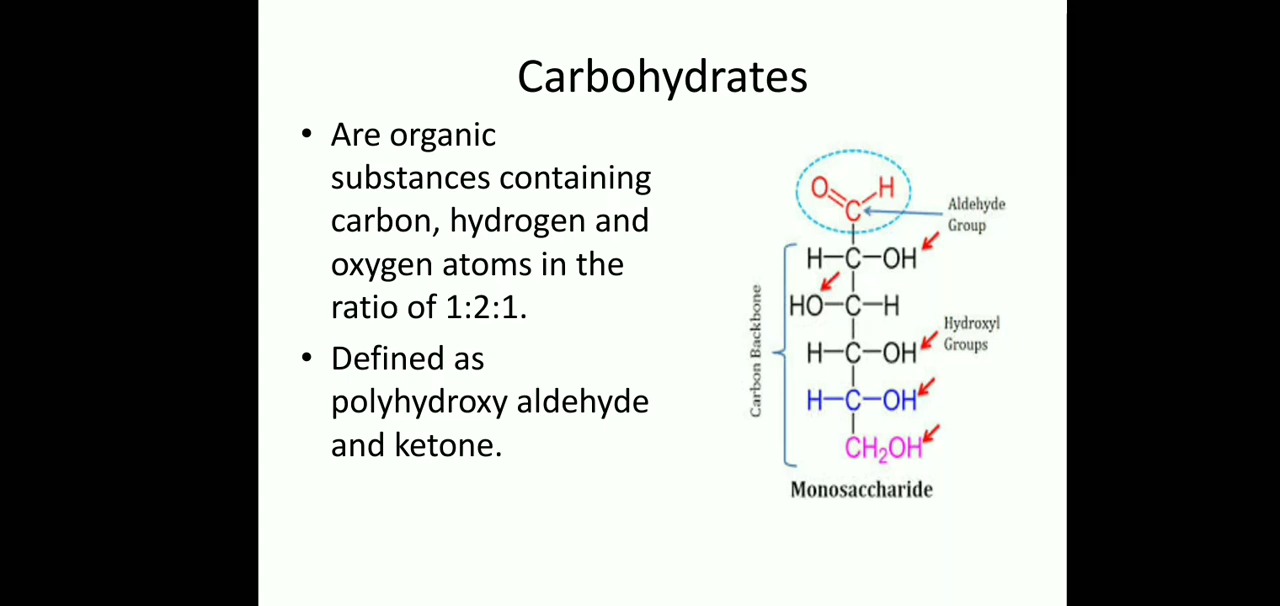 Carbohydrates
• Are organic
substances containing
carbon, hydrogen and
oxygen atoms in the
ratio of 1:2:1.
• Defined as
polyhydroxy aldehyde
and ketone.
O H
C
Aldehyde
Group
H–C–OH
HO–C–H
Hydroxyl
Groups
H–C–OH
H–C–OH
CH₂OH
Carbon Backbone
Monosaccharide